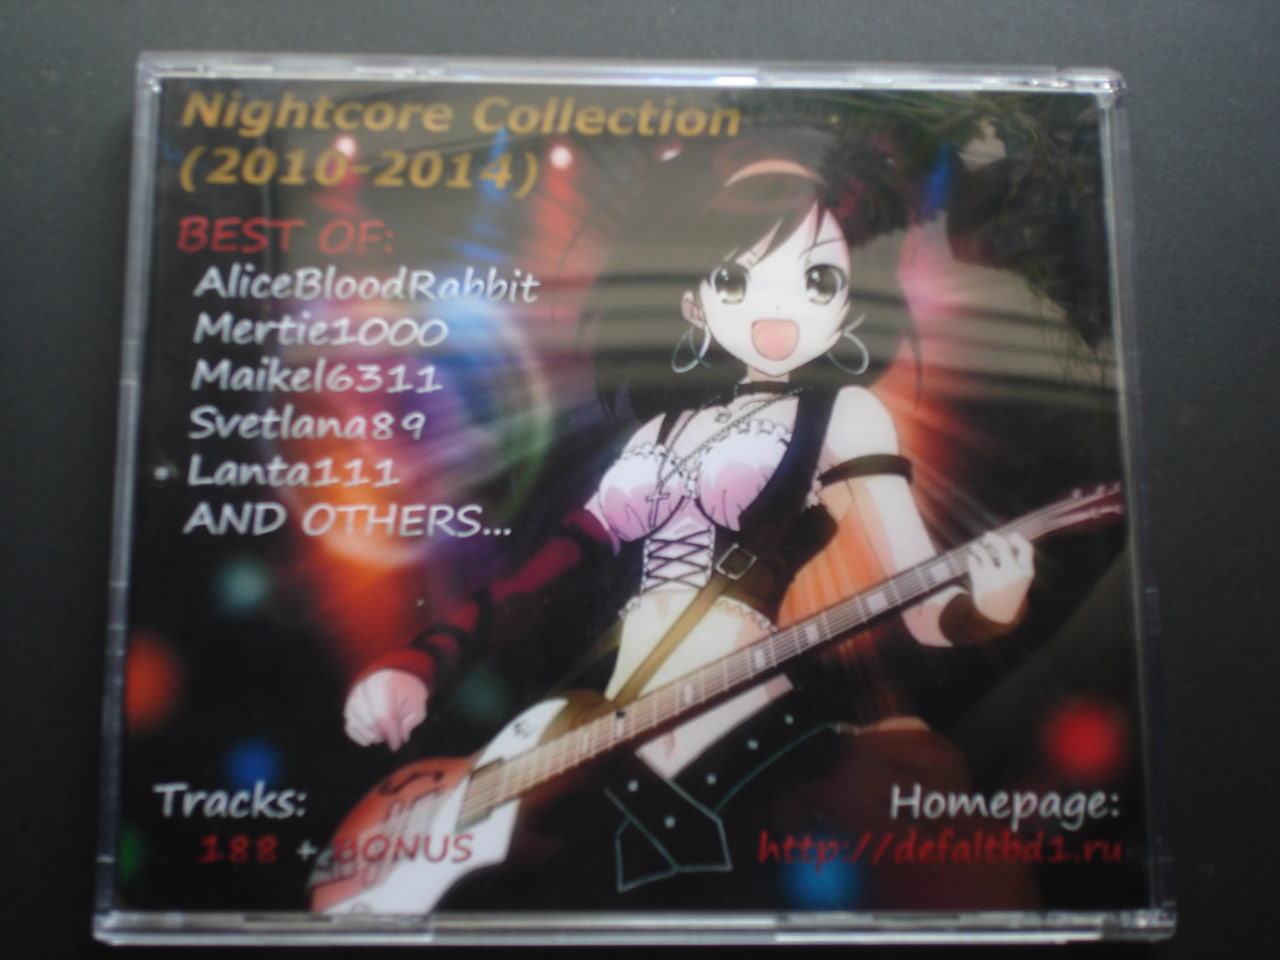 Nightcore Collection
(2010-2014)
BEST OF:
AliceBloodRabbit
Mertie1000
Maikel6311
Svetlana89
Lanta111
AND OTHERS...
Tracks:
188 + BONUS
Homepage:
http://defaltbd1.ru